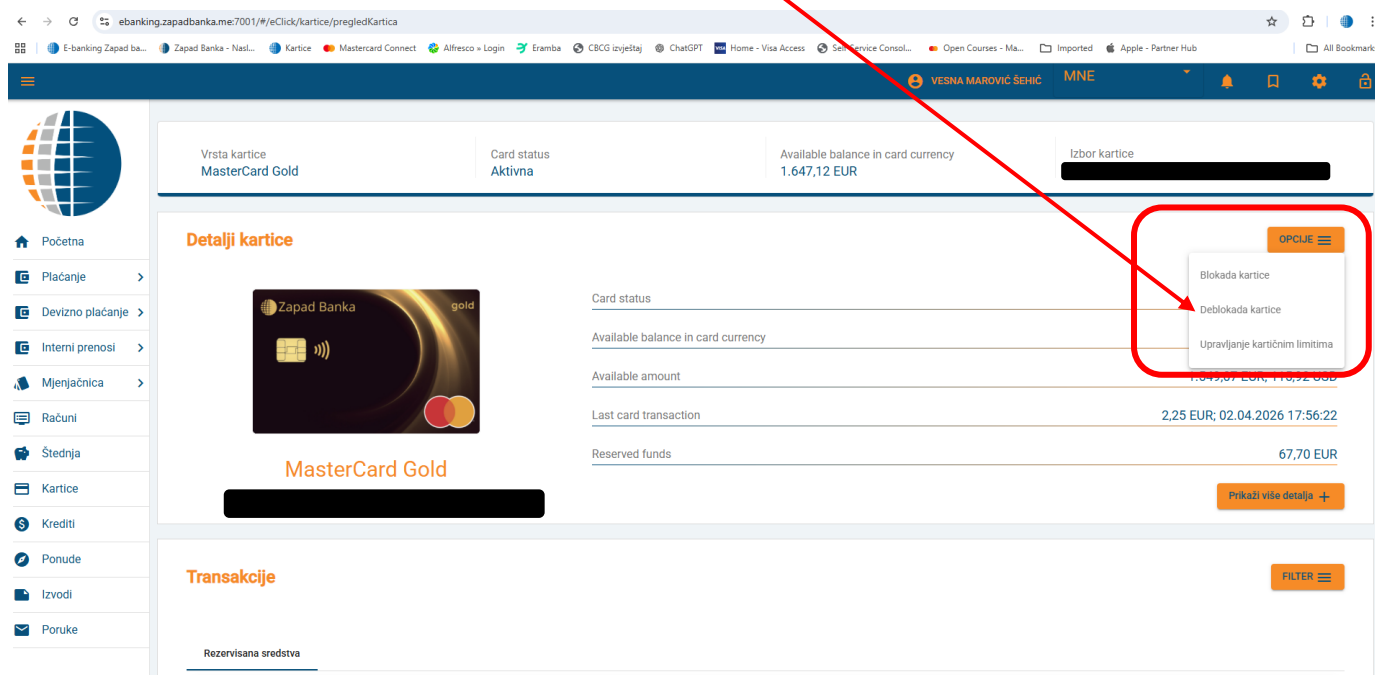 ebanking.zapadbanka.me:7001/#/eClick/kartice/pregledKartica
E-banking Zapad ba... Zapad Banka - Nasl... Kartice Mastercard Connect Alfresco » Login Eramba CBCG izvještaj ChatGPT VISA Home - Visa Access Self Service Consol... Open Courses - Ma... Imported Apple - Partner Hub All Bookmark
VESNA MAROVIĆ ŠEHIĆ MNE
Vrsta kartice Card status Available balance in card currency Izbor kartice
MasterCard Gold Aktivna 1.647,12 EUR
Početna
Plaćanje
Devizno plaćanje
Interni prenosi
Mjenjačnica
Računi
Štednja
Kartice
Krediti
Ponude
Izvodi
Poruke
Detalji kartice
OPCIJE
Blokada kartice
Deblokada kartice
Upravljanje kartičnim limitima
Zapad Banka gold
MasterCard Gold
Card status
Available balance in card currency
Available amount
Last card transaction 2,25 EUR; 02.04.2026 17:56:22
Reserved funds 67,70 EUR
Prikaži više detalja +
Transakcije
FILTER
Rezervisana sredstva